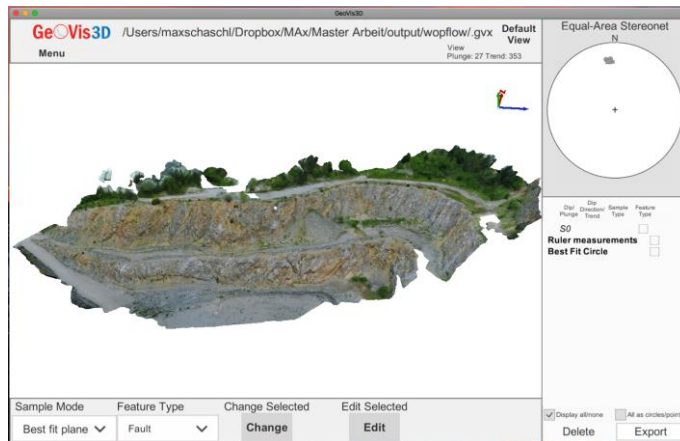 GeoVis3D
GeoVis3D
Menu
/Users/maxschaschl/Dropbox/MAx/Master Arbeit/output/wopflow/.gvx
Default
View
View
Plunge: 27 Trend: 353
Equal-Area Stereonet
N
Dip/
Plunge
Dip
Direction/
Trend
Sample
Type
Feature
Type
S0
Ruler measurements
Best Fit Circle
Sample Mode
Feature Type
Change Selected
Edit Selected
Best fit plane
Fault
Change
Edit
Display all/none
All as circles/point
Delete
Export